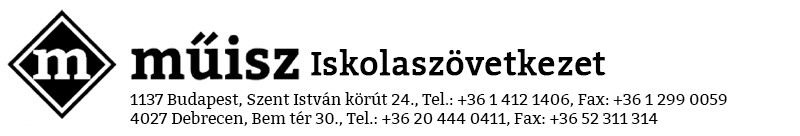 m műisz Iskolaszövetkezet
1137 Budapest, Szent István körút 24., Tel.: +36 1 412 1406, Fax: +36 1 299 0059
4027 Debrecen, Bem tér 30., Tel.: +36 20 444 0411, Fax: +36 52 311 314